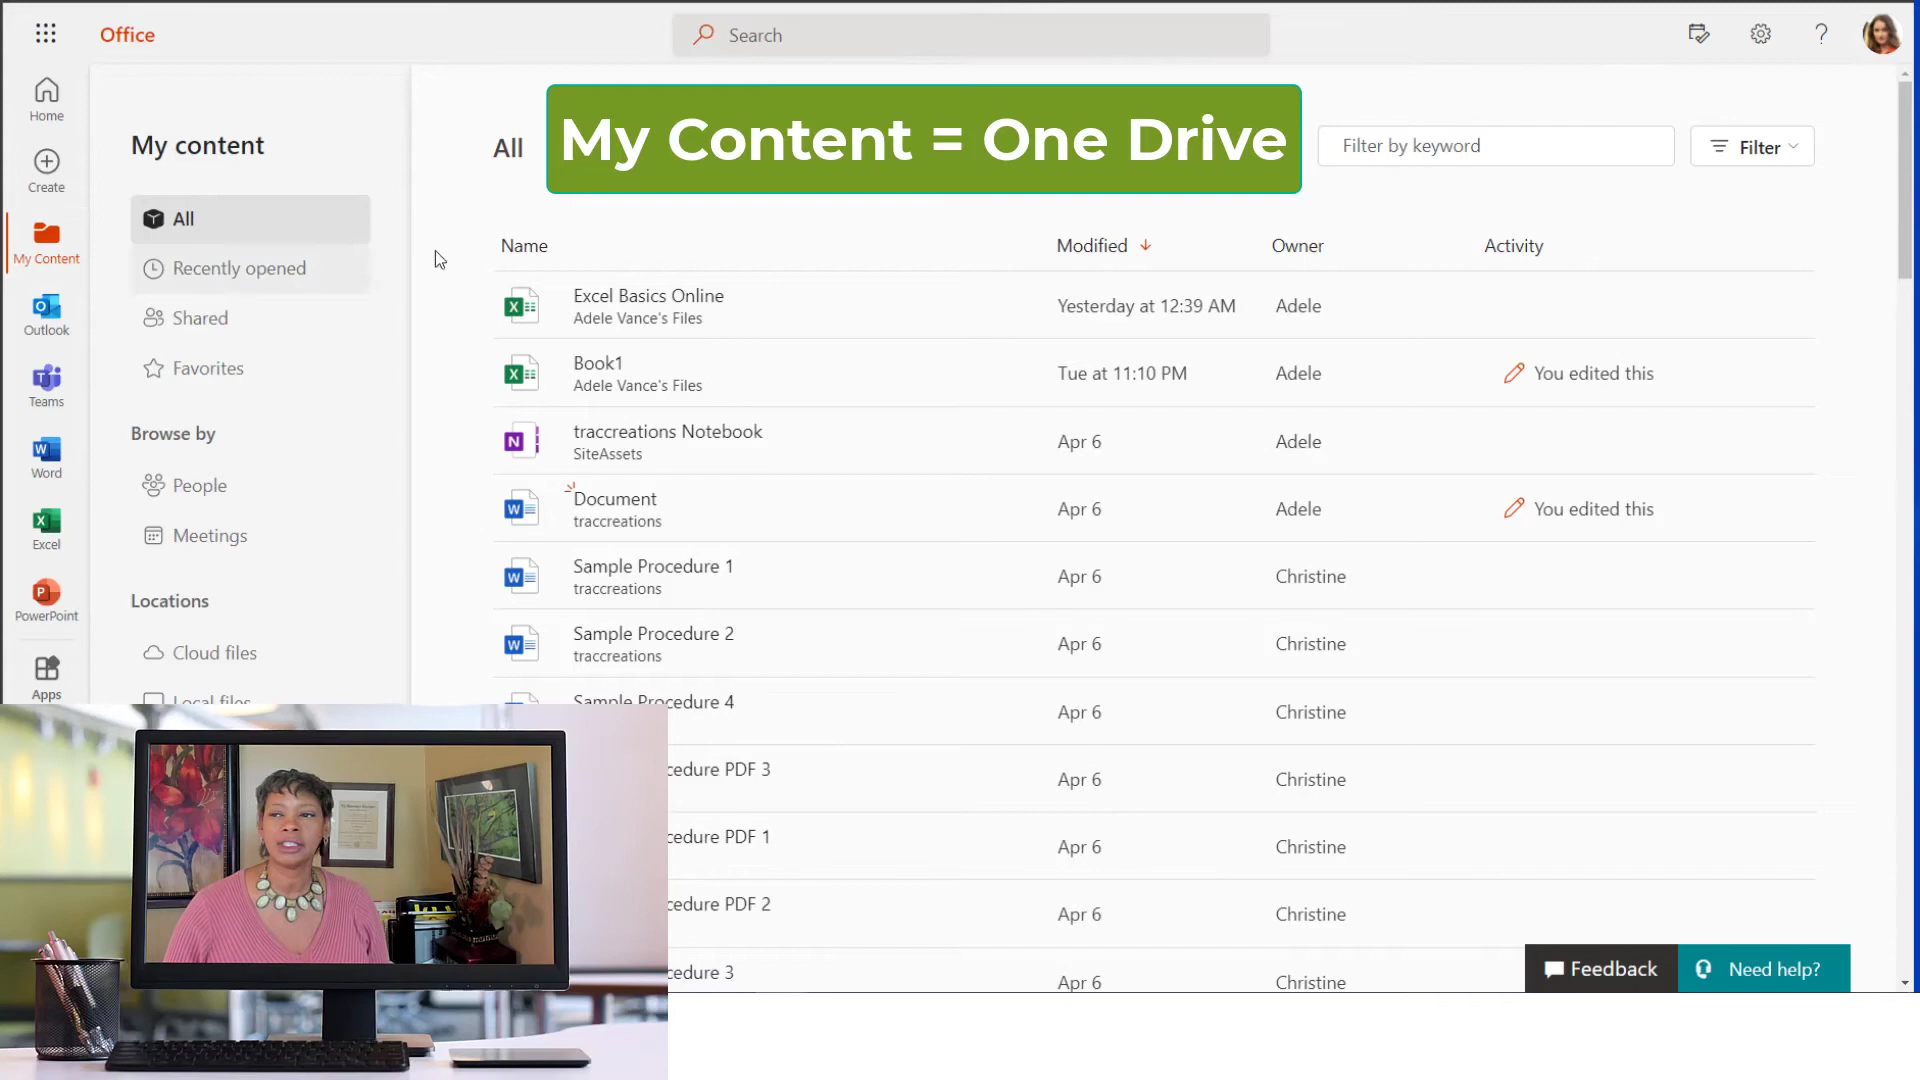 Office
Search
Home
Create
My Content
Outlook
Teams
Word
Excel
PowerPoint
Apps
My content
All
Recently opened
Shared
Favorites
Browse by
People
Meetings
Locations
Cloud files
Local files
All
My Content = One Drive
Filter by keyword
Filter
Name Modified Owner Activity
Excel Basics Online
Adele Vance's Files
Yesterday at 12:39 AM Adele
Book1
Adele Vance's Files
Tue at 11:10 PM Adele You edited this
traccreations Notebook
SiteAssets
Apr 6 Adele
Document
traccreations
Apr 6 Adele You edited this
Sample Procedure 1
traccreations
Apr 6 Christine
Sample Procedure 2
traccreations
Apr 6 Christine
Sample Procedure 4
Apr 6 Christine
cedure PDF 3
Apr 6 Christine
cedure PDF 1
Apr 6 Christine
cedure PDF 2
Apr 6 Christine
cedure 3
Apr 6 Christine
Feedback
Need help?